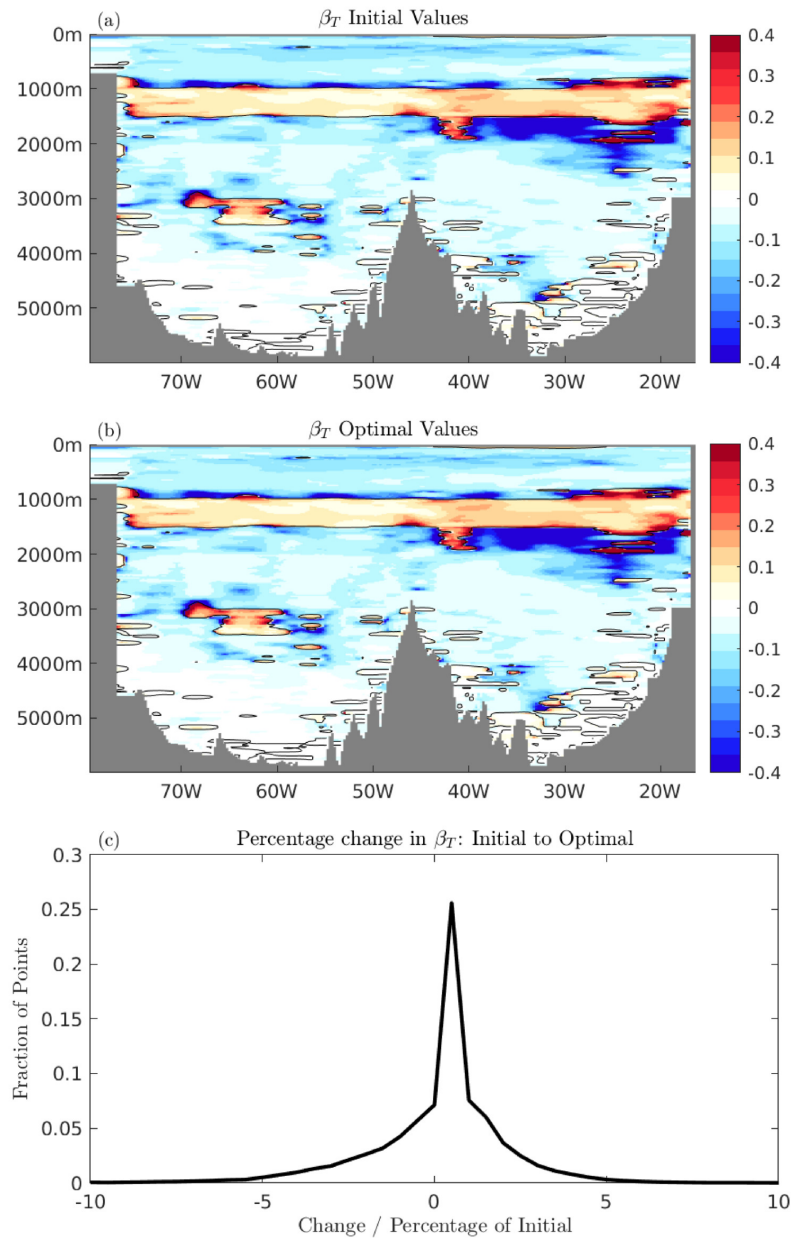 (a) β_T Initial Values
0m
1000m
2000m
3000m
4000m
5000m
70W 60W 50W 40W 30W 20W
0.4
0.3
0.2
0.1
0
-0.1
-0.2
-0.3
-0.4
(b) β_T Optimal Values
0m
1000m
2000m
3000m
4000m
5000m
70W 60W 50W 40W 30W 20W
0.4
0.3
0.2
0.1
0
-0.1
-0.2
-0.3
-0.4
(c) Percentage change in β_T: Initial to Optimal
Fraction of Points
0.3
0.25
0.2
0.15
0.1
0.05
0
-10 -5 0 5 10
Change / Percentage of Initial